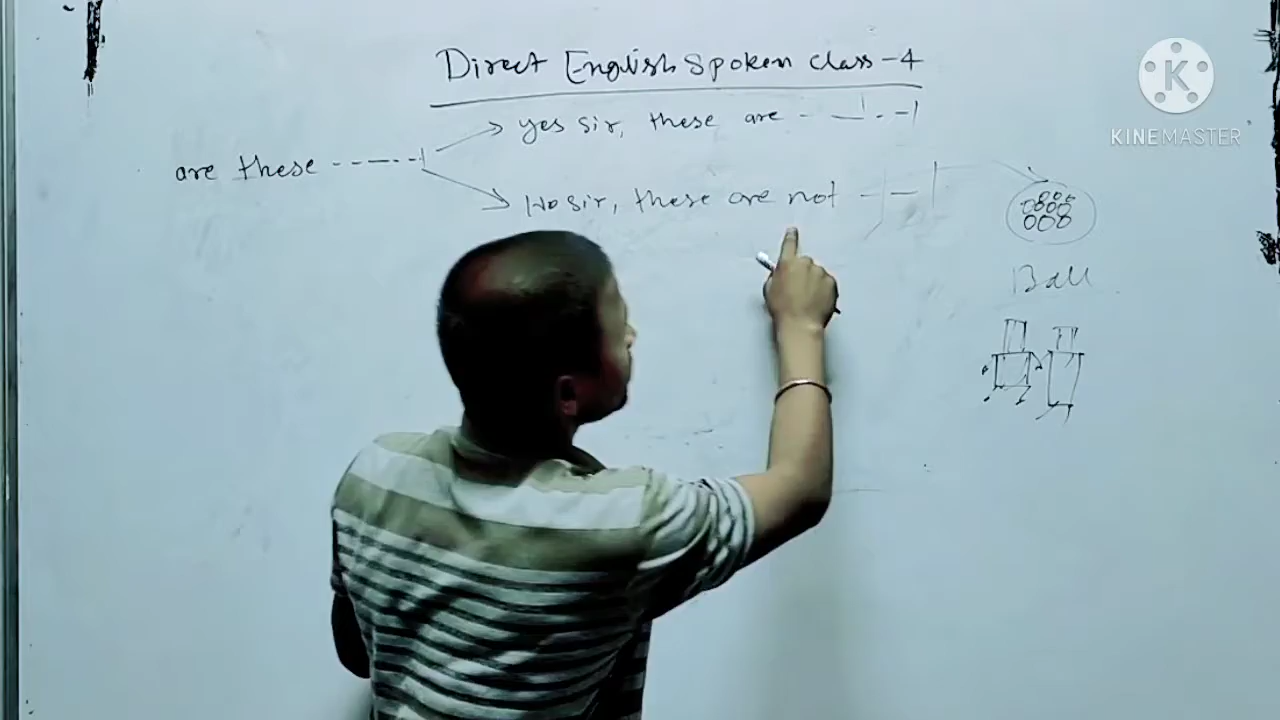 Direct English Spoken class-4
yes sir, these are - - . - |
are these ------|
No sir, these are not -|-|
Ball
KINEMASTER